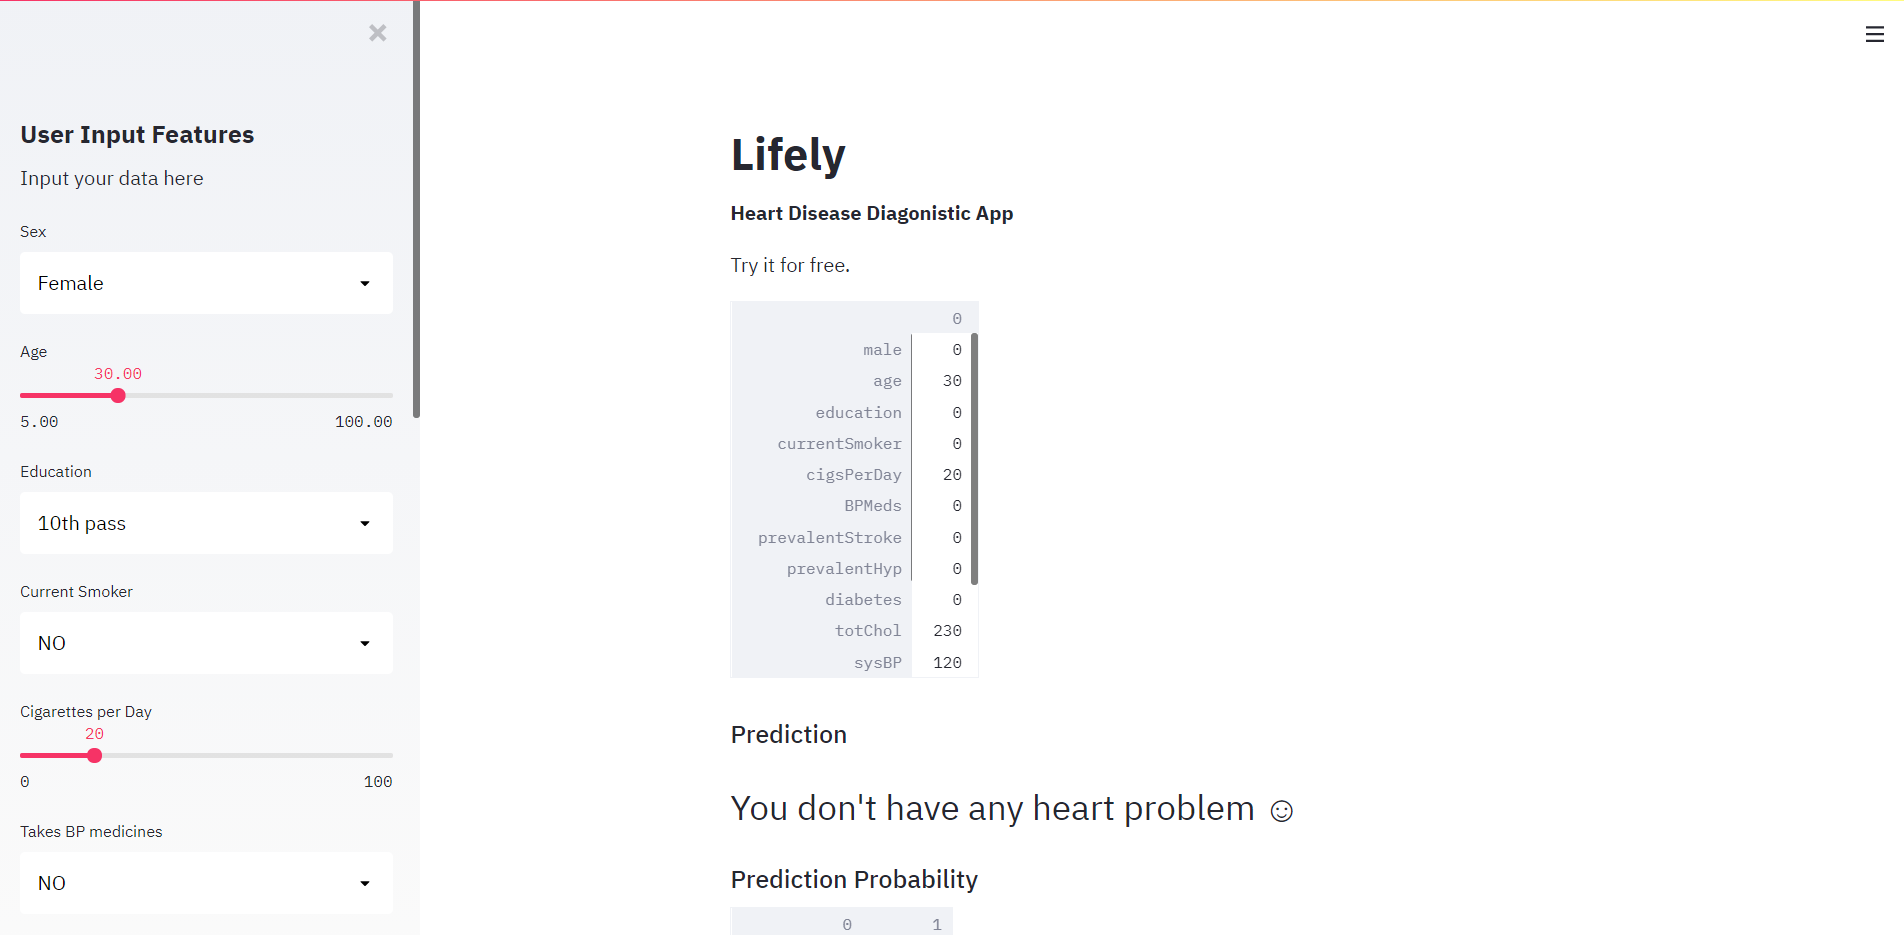 User Input Features
Input your data here
Sex
Female
Age
30.00
5.00 100.00
Education
10th pass
Current Smoker
NO
Cigarettes per Day
20
0 100
Takes BP medicines
NO
Lifely
Heart Disease Diagonistic App
Try it for free.
0
male 0
age 30
education 0
currentSmoker 0
cigsPerDay 20
BPMeds 0
prevalentStroke 0
prevalentHyp 0
diabetes 0
totChol 230
sysBP 120
Prediction
You don't have any heart problem ☺
Prediction Probability
0 1